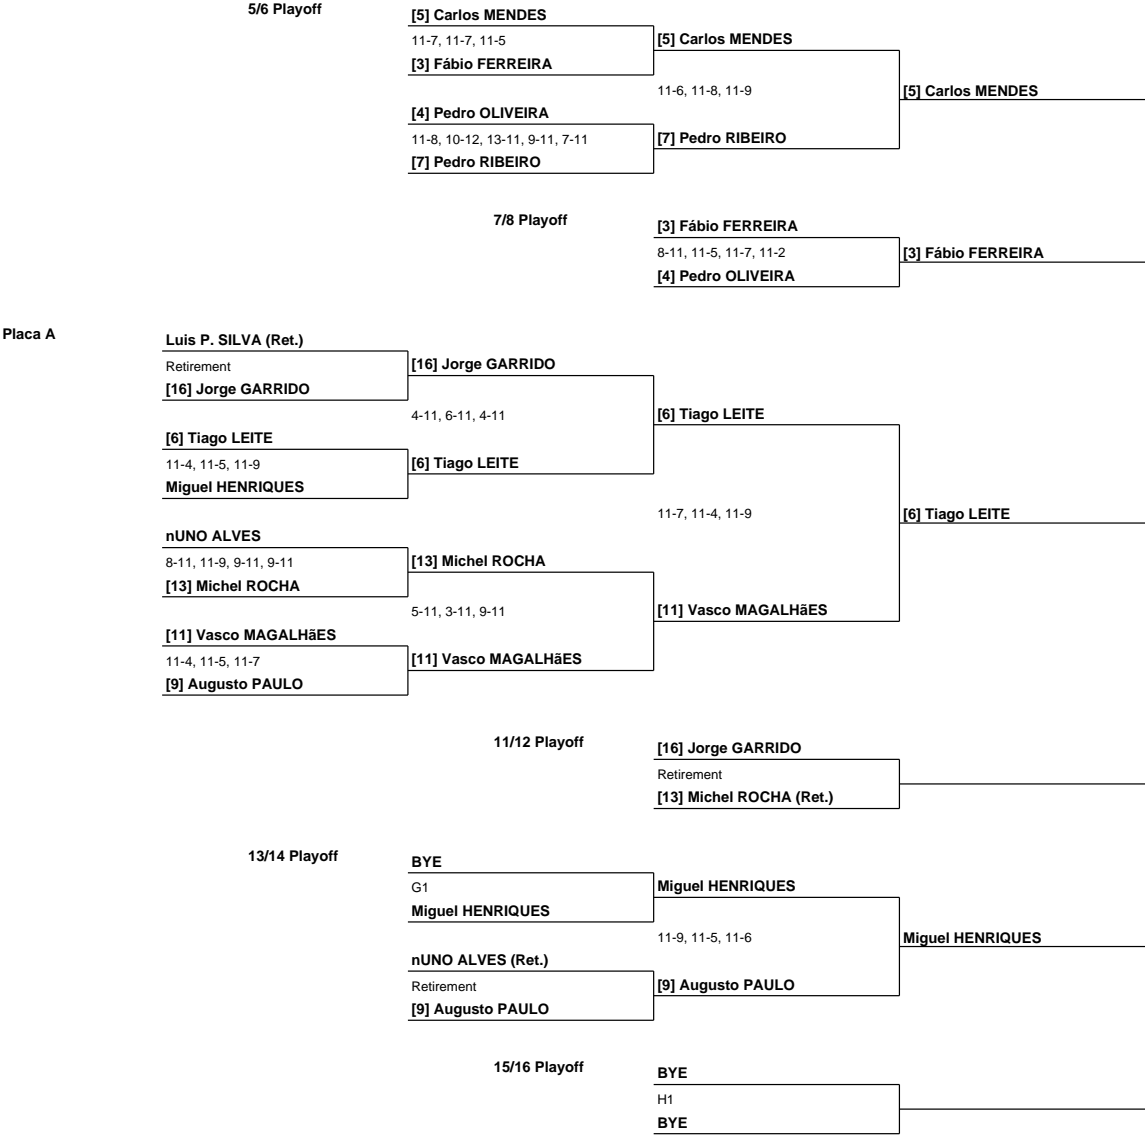 5/6 Playoff
[5] Carlos MENDES
11-7, 11-7, 11-5
[5] Carlos MENDES
[3] Fábio FERREIRA
11-6, 11-8, 11-9
[5] Carlos MENDES
[4] Pedro OLIVEIRA
11-8, 10-12, 13-11, 9-11, 7-11
[7] Pedro RIBEIRO
[7] Pedro RIBEIRO
7/8 Playoff
[3] Fábio FERREIRA
8-11, 11-5, 11-7, 11-2
[3] Fábio FERREIRA
[4] Pedro OLIVEIRA
Placa A
Luis P. SILVA (Ret.)
Retirement
[16] Jorge GARRIDO
[16] Jorge GARRIDO
4-11, 6-11, 4-11
[6] Tiago LEITE
[6] Tiago LEITE
11-4, 11-5, 11-9
[6] Tiago LEITE
Miguel HENRIQUES
11-7, 11-4, 11-9
[6] Tiago LEITE
nUNO ALVES
8-11, 11-9, 9-11, 9-11
[13] Michel ROCHA
[13] Michel ROCHA
5-11, 3-11, 9-11
[11] Vasco MAGALHãES
[11] Vasco MAGALHãES
11-4, 11-5, 11-7
[11] Vasco MAGALHãES
[9] Augusto PAULO
11/12 Playoff
[16] Jorge GARRIDO
Retirement
[13] Michel ROCHA (Ret.)
13/14 Playoff
BYE
G1
Miguel HENRIQUES
Miguel HENRIQUES
11-9, 11-5, 11-6
Miguel HENRIQUES
nUNO ALVES (Ret.)
Retirement
[9] Augusto PAULO
[9] Augusto PAULO
15/16 Playoff
BYE
H1
BYE